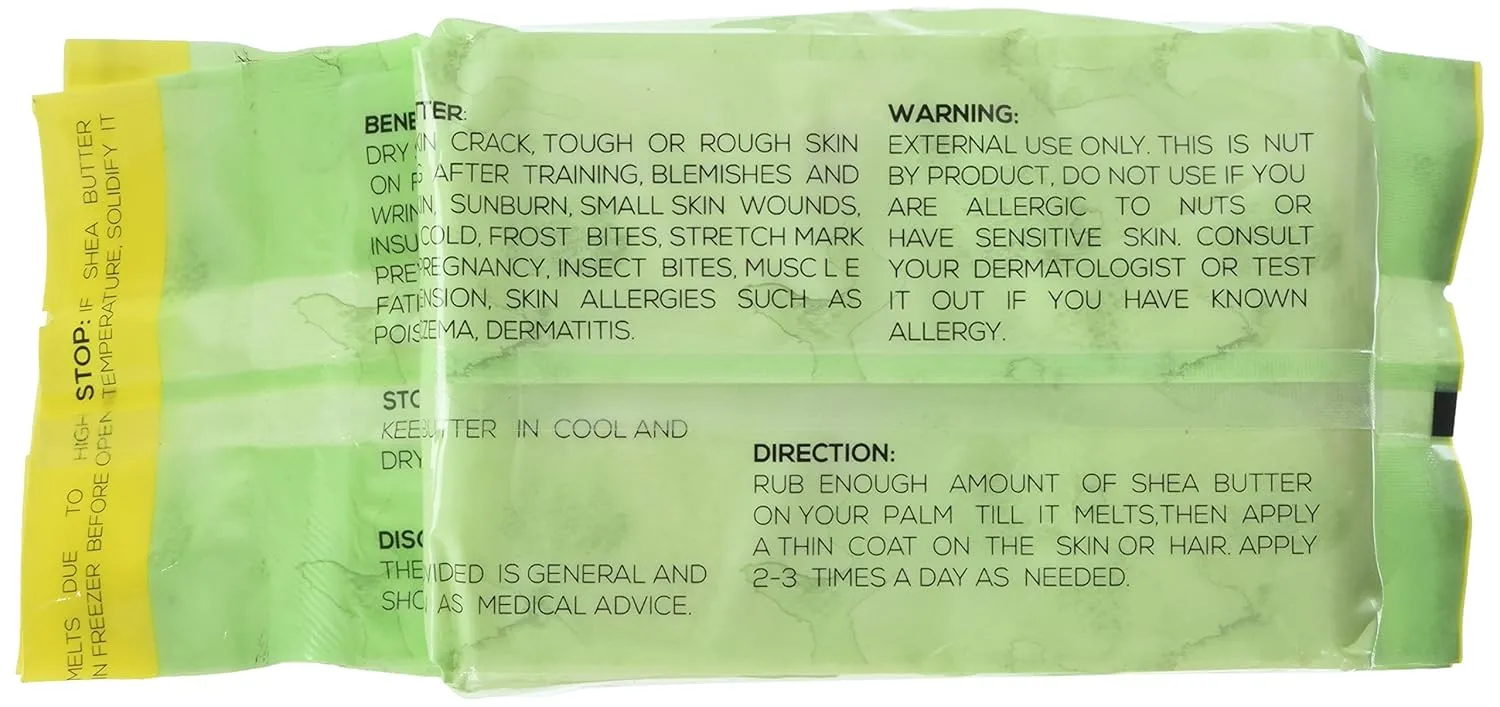 BENE TER:
DRY IN CRACK, TOUGH OR ROUGH SKIN
ON AFTER TRAINING, BLEMISHES AND
WRIN N, SUNBURN, SMALL SKIN WOUNDS,
INSU COLD, FROST BITES, STRETCH MARK
PRE REGNANCY, INSECT BITES, MUSCLE
FATI ENSION, SKIN ALLERGIES SUCH AS
POIS ZEMA, DERMATITIS.
STO
KEE UTTER IN COOL AND
DRY
DISC
THE VIDED IS GENERAL AND
SHO AS MEDICAL ADVICE.
WARNING:
EXTERNAL USE ONLY. THIS IS NUT
BY PRODUCT, DO NOT USE IF YOU
ARE ALLERGIC TO NUTS OR
HAVE SENSITIVE SKIN. CONSULT
YOUR DERMATOLOGIST OR TEST
IT OUT IF YOU HAVE KNOWN
ALLERGY.
DIRECTION:
RUB ENOUGH AMOUNT OF SHEA BUTTER
ON YOUR PALM TILL IT MELTS,THEN APPLY
A THIN COAT ON THE SKIN OR HAIR. APPLY
2-3 TIMES A DAY AS NEEDED.
MELTS DUE TO HIGH STOP: IF SHEA BUTTER
IN FREEZER BEFORE OPEN TEMPERATURE, SOLIDIFY IT